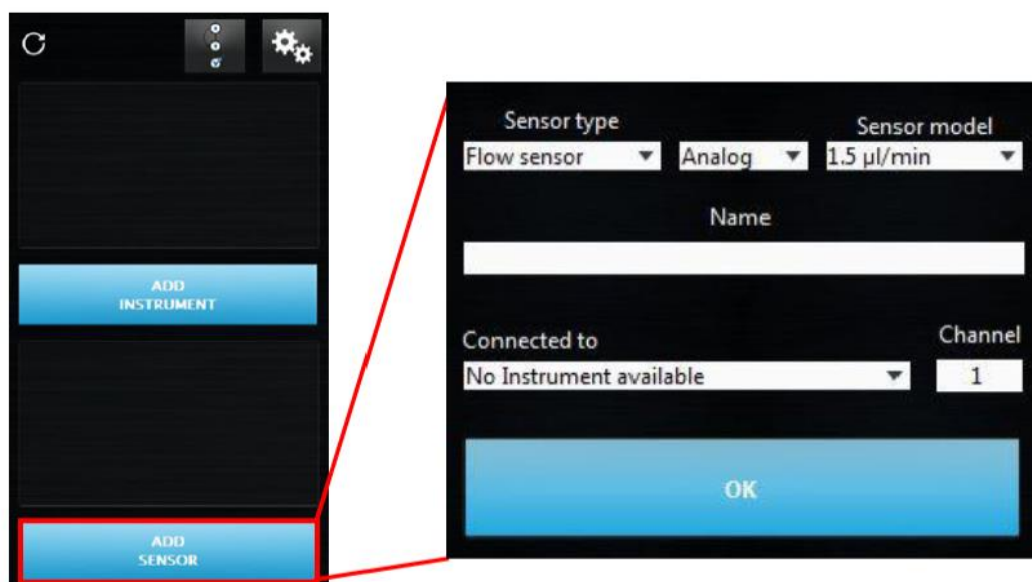 ADD
INSTRUMENT
ADD
SENSOR
Sensor type
Sensor model
Flow sensor
Analog
1.5 µl/min
Name
Connected to
Channel
No Instrument available
1
OK